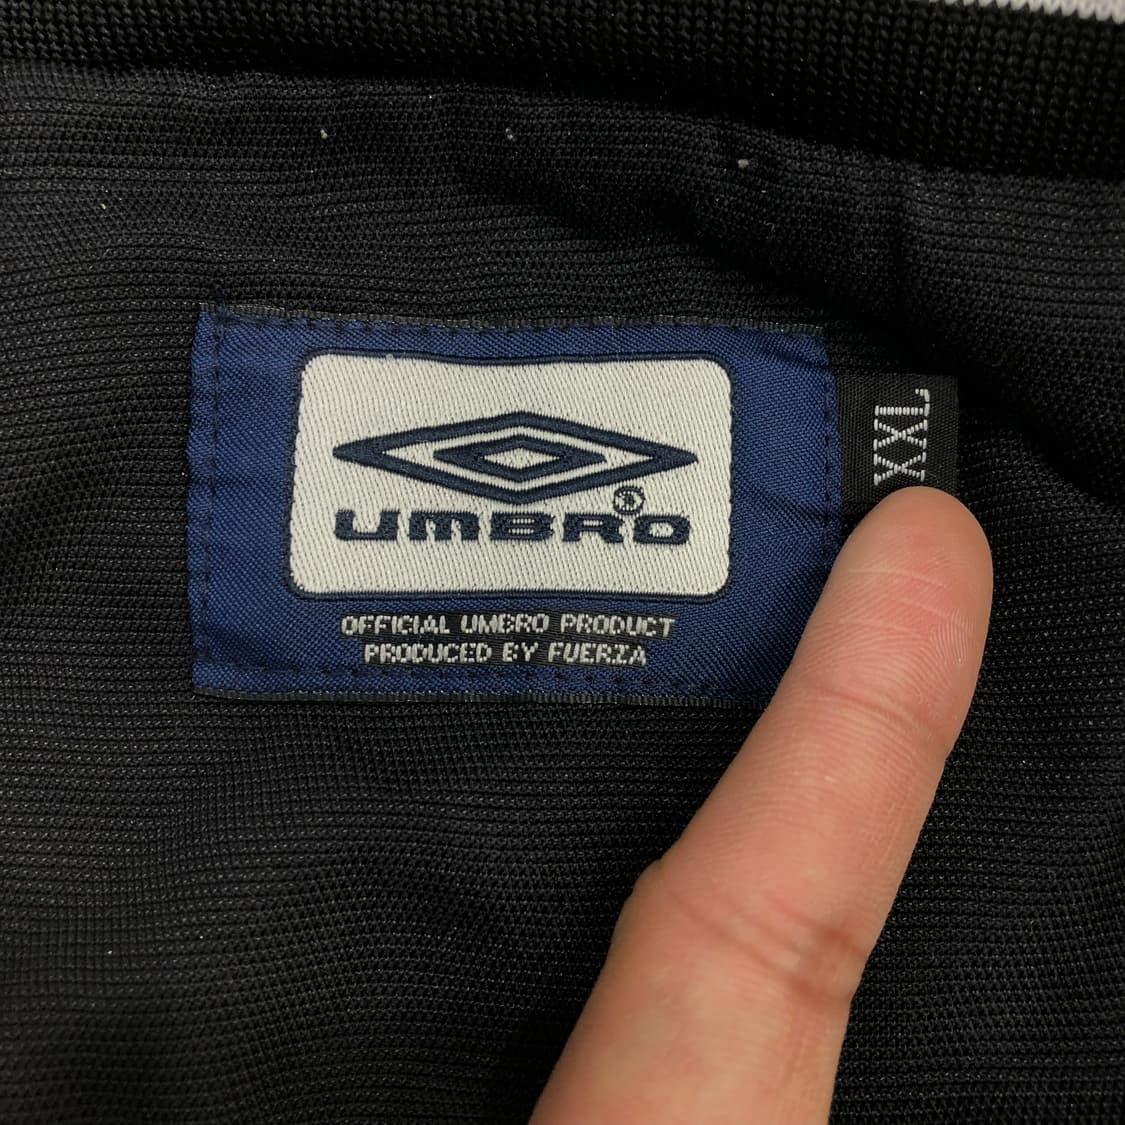 UMBRO®
OFFICIAL UMBRO PRODUCT
PRODUCED BY FUERZA
XXL